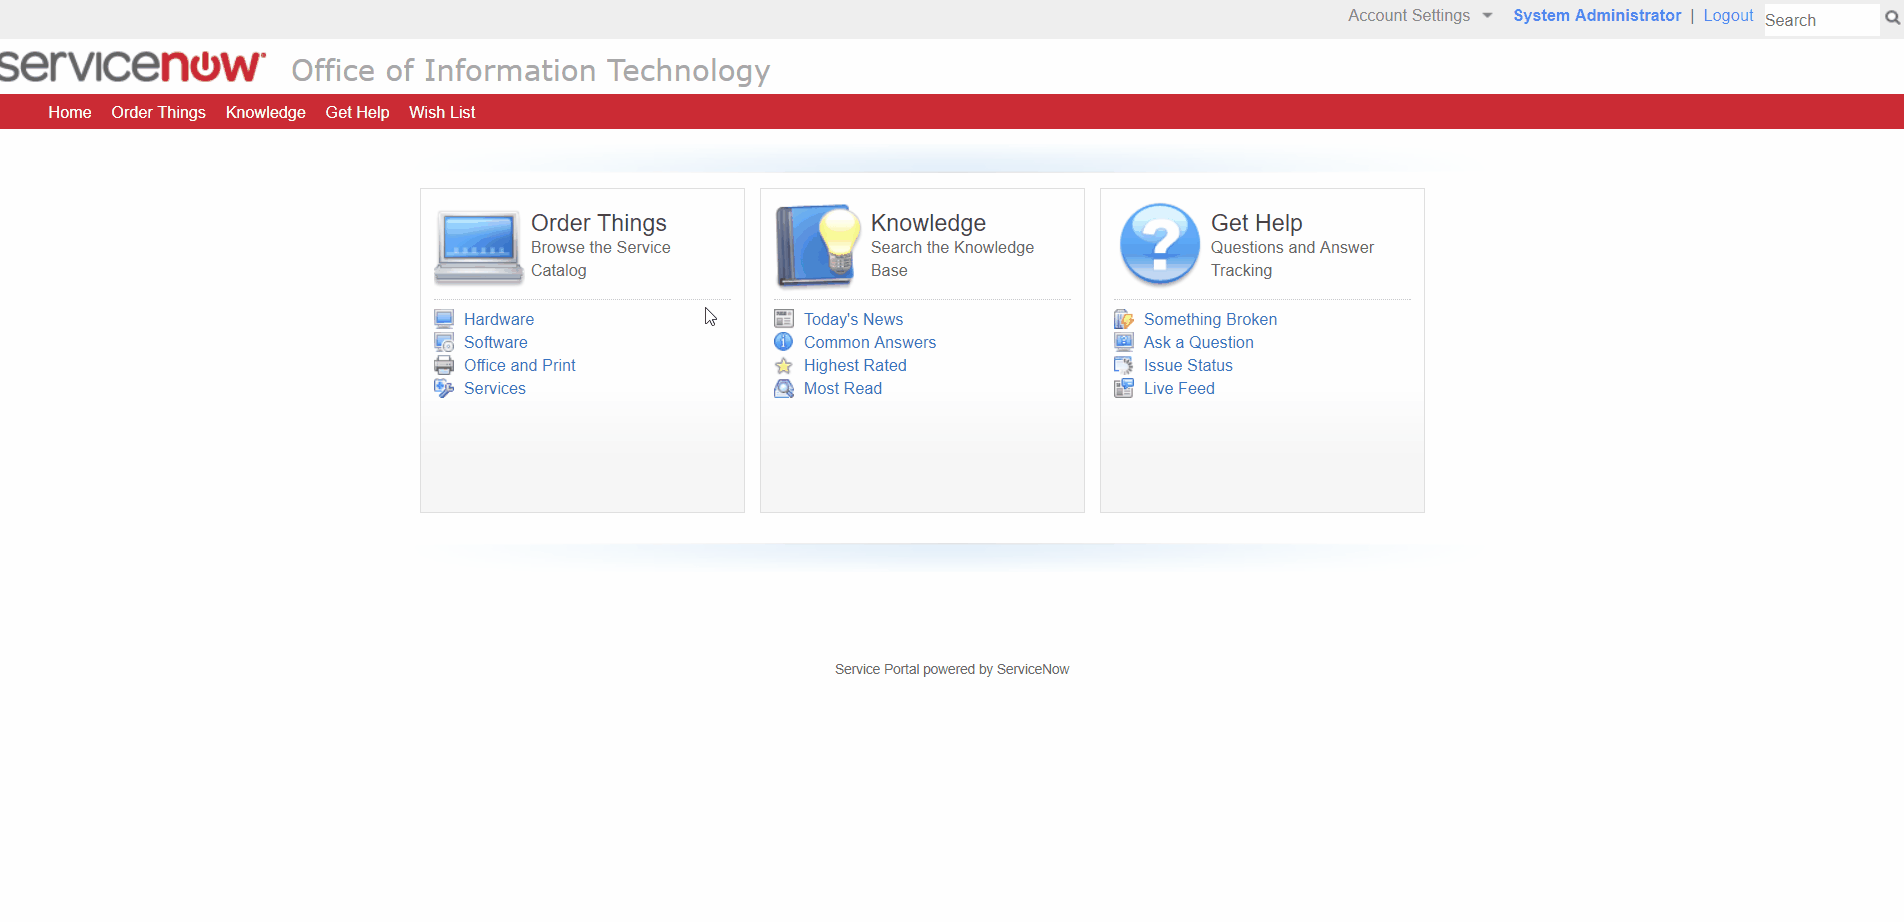 Account Settings System Administrator | Logout Search
servicenow Office of Information Technology
Home Order Things Knowledge Get Help Wish List
Order Things
Browse the Service
Catalog
Hardware
Software
Office and Print
Services
Knowledge
Search the Knowledge
Base
Today's News
Common Answers
Highest Rated
Most Read
Get Help
Questions and Answer
Tracking
Something Broken
Ask a Question
Issue Status
Live Feed
Service Portal powered by ServiceNow